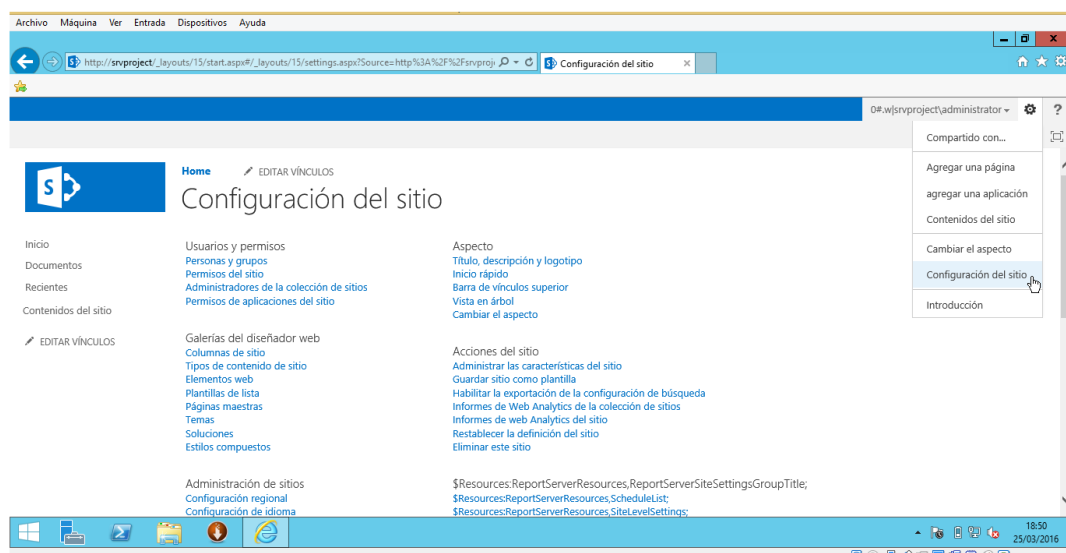 Archivo Máquina Ver Entrada Dispositivos Ayuda
http://srvproject/_layouts/15/start.aspx#/_layouts/15/settings.aspx?Source=http%3A%2F%2Fsrvproj
Configuración del sitio
0#.w|srvproject\administrator
?
Compartido con...
Agregar una página
agregar una aplicación
Contenidos del sitio
Cambiar el aspecto
Configuración del sitio
Introducción
S
Home
EDITAR VÍNCULOS
Configuración del sitio
Inicio
Documentos
Recientes
Contenidos del sitio
EDITAR VÍNCULOS
Usuarios y permisos
Personas y grupos
Permisos del sitio
Administradores de la colección de sitios
Permisos de aplicaciones del sitio
Galerías del diseñador web
Columnas de sitio
Tipos de contenido de sitio
Elementos web
Plantillas de lista
Páginas maestras
Temas
Soluciones
Estilos compuestos
Administración de sitios
Configuración regional
Configuración de idioma
Aspecto
Título, descripción y logotipo
Inicio rápido
Barra de vínculos superior
Vista en árbol
Cambiar el aspecto
Acciones del sitio
Administrar las características del sitio
Guardar sitio como plantilla
Habilitar la exportación de la configuración de búsqueda
Informes de Web Analytics de la colección de sitios
Informes de web Analytics del sitio
Restablecer la definición del sitio
Eliminar este sitio
$Resources:ReportServerResources,ReportServerSiteSettingsGroupTitle;
$Resources:ReportServerResources,ScheduleList;
$Resources:ReportServerResources,SiteLevelSettings;
18:50
25/03/2016